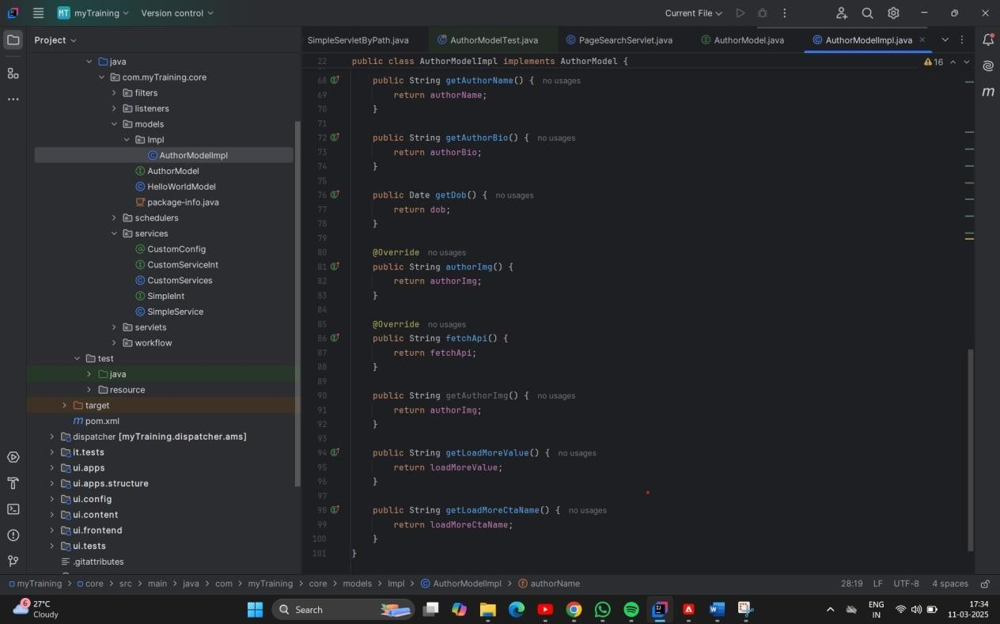 MT myTraining Version control Current File
Project
SimpleServletByPath.java AuthorModelTest.java PageSearchServlet.java AuthorModel.java AuthorModelImpl.java
java
com.myTraining.core
filters
listeners
models
Impl
AuthorModelImpl
AuthorModel
HelloWorldModel
package-info.java
schedulers
services
CustomConfig
CustomServiceInt
CustomServices
SimpleInt
SimpleService
servlets
workflow
test
java
resource
target
pom.xml
dispatcher [myTraining.dispatcher.ams]
it.tests
ui.apps
ui.apps.structure
ui.config
ui.content
ui.frontend
ui.tests
.gitattributes
22 public class AuthorModelImpl implements AuthorModel { 16
68 public String getAuthorName() { no usages
69 return authorName;
70 }
71
72 public String getAuthorBio() { no usages
73 return authorBio;
74 }
75
76 public Date getDob() { no usages
77 return dob;
78 }
79
80 @Override no usages
81 public String authorImg() {
82 return authorImg;
83 }
84
85 @Override no usages
86 public String fetchApi() {
87 return fetchApi;
88 }
89
90 public String getAuthorImg() { no usages
91 return authorImg;
92 }
93
94 public String getLoadMoreValue() { no usages
95 return loadMoreValue;
96 }
97
98 public String getLoadMoreCtaName() { no usages
99 return loadMoreCtaName;
100 }
101 }
myTraining > core > src > main > java > com > myTraining > core > models > Impl > AuthorModelImpl > authorName 28:19 LF UTF-8 4 spaces
6 27°C
Cloudy
Search
ENG
IN
17:34
11-03-2025